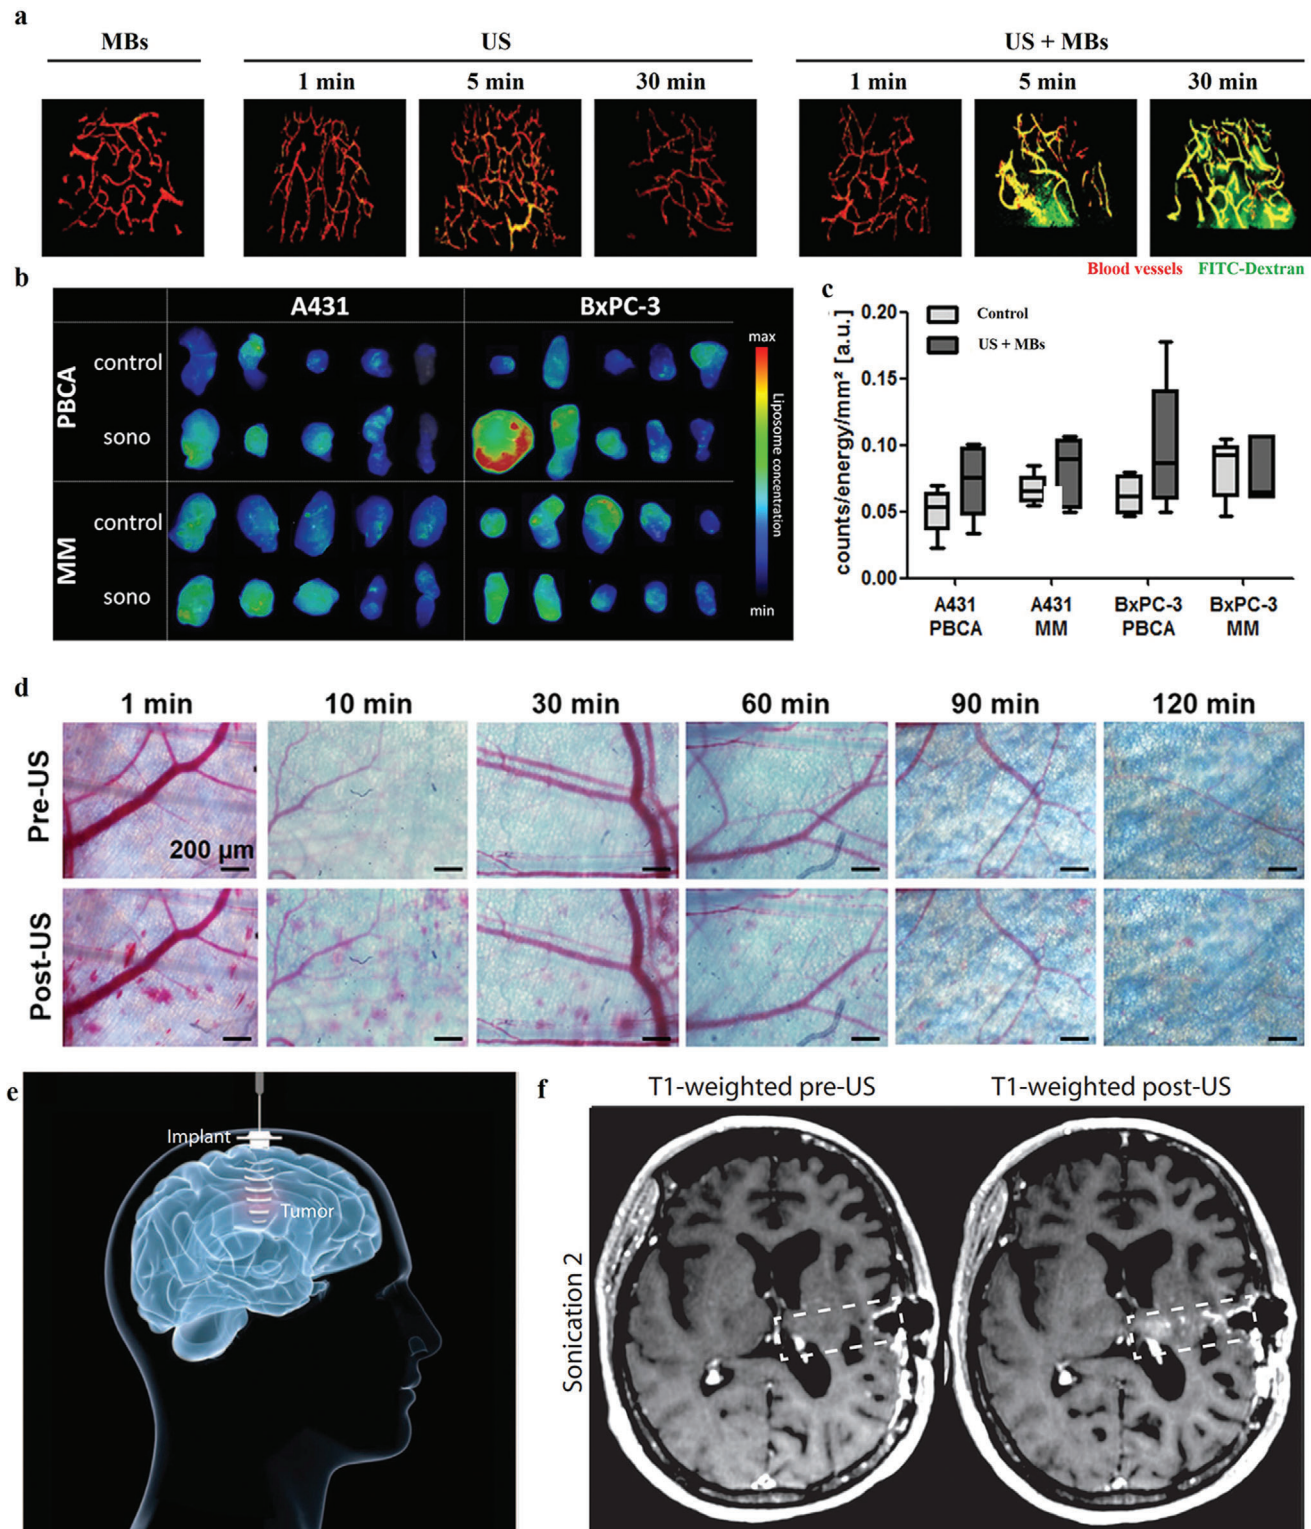 a
MBs
US
US + MBs
1 min
5 min
30 min
1 min
5 min
30 min
Blood vessels FITC-Dextran
b
A431
BxPC-3
PBCA
control
sono
MM
control
sono
max
Liposome concentration
min
c
counts/energy/mm² [a.u.]
0.20
0.15
0.10
0.05
0.00
Control
US + MBs
A431
PBCA
A431
MM
BxPC-3
PBCA
BxPC-3
MM
d
1 min
10 min
30 min
60 min
90 min
120 min
Pre-US
200 µm
Post-US
e
Implant
Tumor
f
T1-weighted pre-US
T1-weighted post-US
Sonication 2